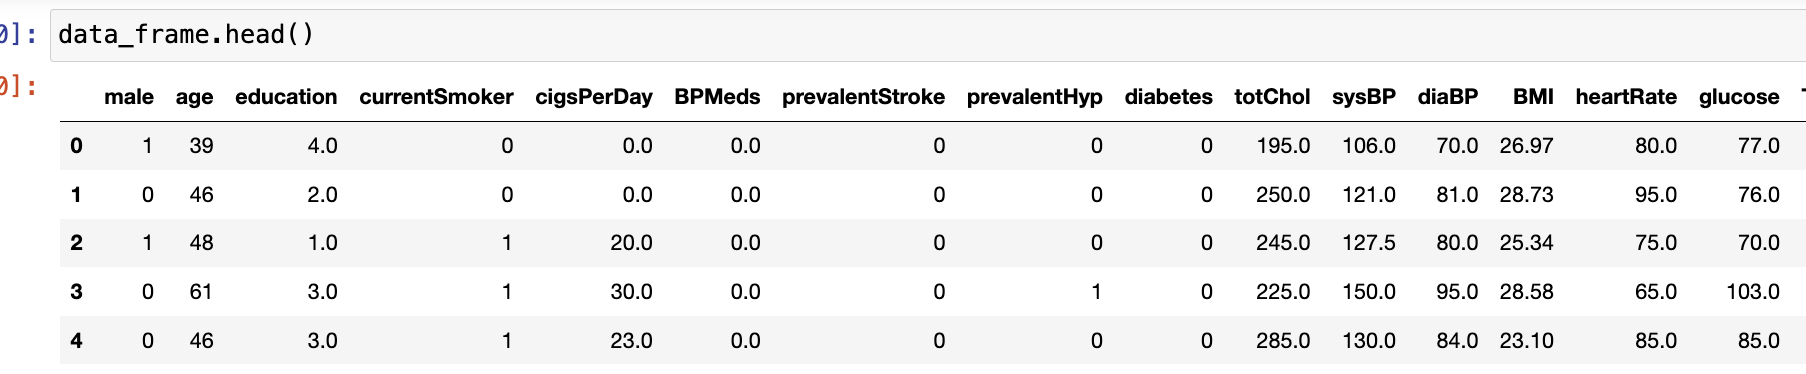 0]: data_frame.head()
0]:
male age education currentSmoker cigsPerDay BPMeds prevalentStroke prevalentHyp diabetes totChol sysBP diaBP BMI heartRate glucose
0 1 39 4.0 0 0.0 0.0 0 0 0 195.0 106.0 70.0 26.97 80.0 77.0
1 0 46 2.0 0 0.0 0.0 0 0 0 250.0 121.0 81.0 28.73 95.0 76.0
2 1 48 1.0 1 20.0 0.0 0 0 0 245.0 127.5 80.0 25.34 75.0 70.0
3 0 61 3.0 1 30.0 0.0 0 1 0 225.0 150.0 95.0 28.58 65.0 103.0
4 0 46 3.0 1 23.0 0.0 0 0 0 285.0 130.0 84.0 23.10 85.0 85.0